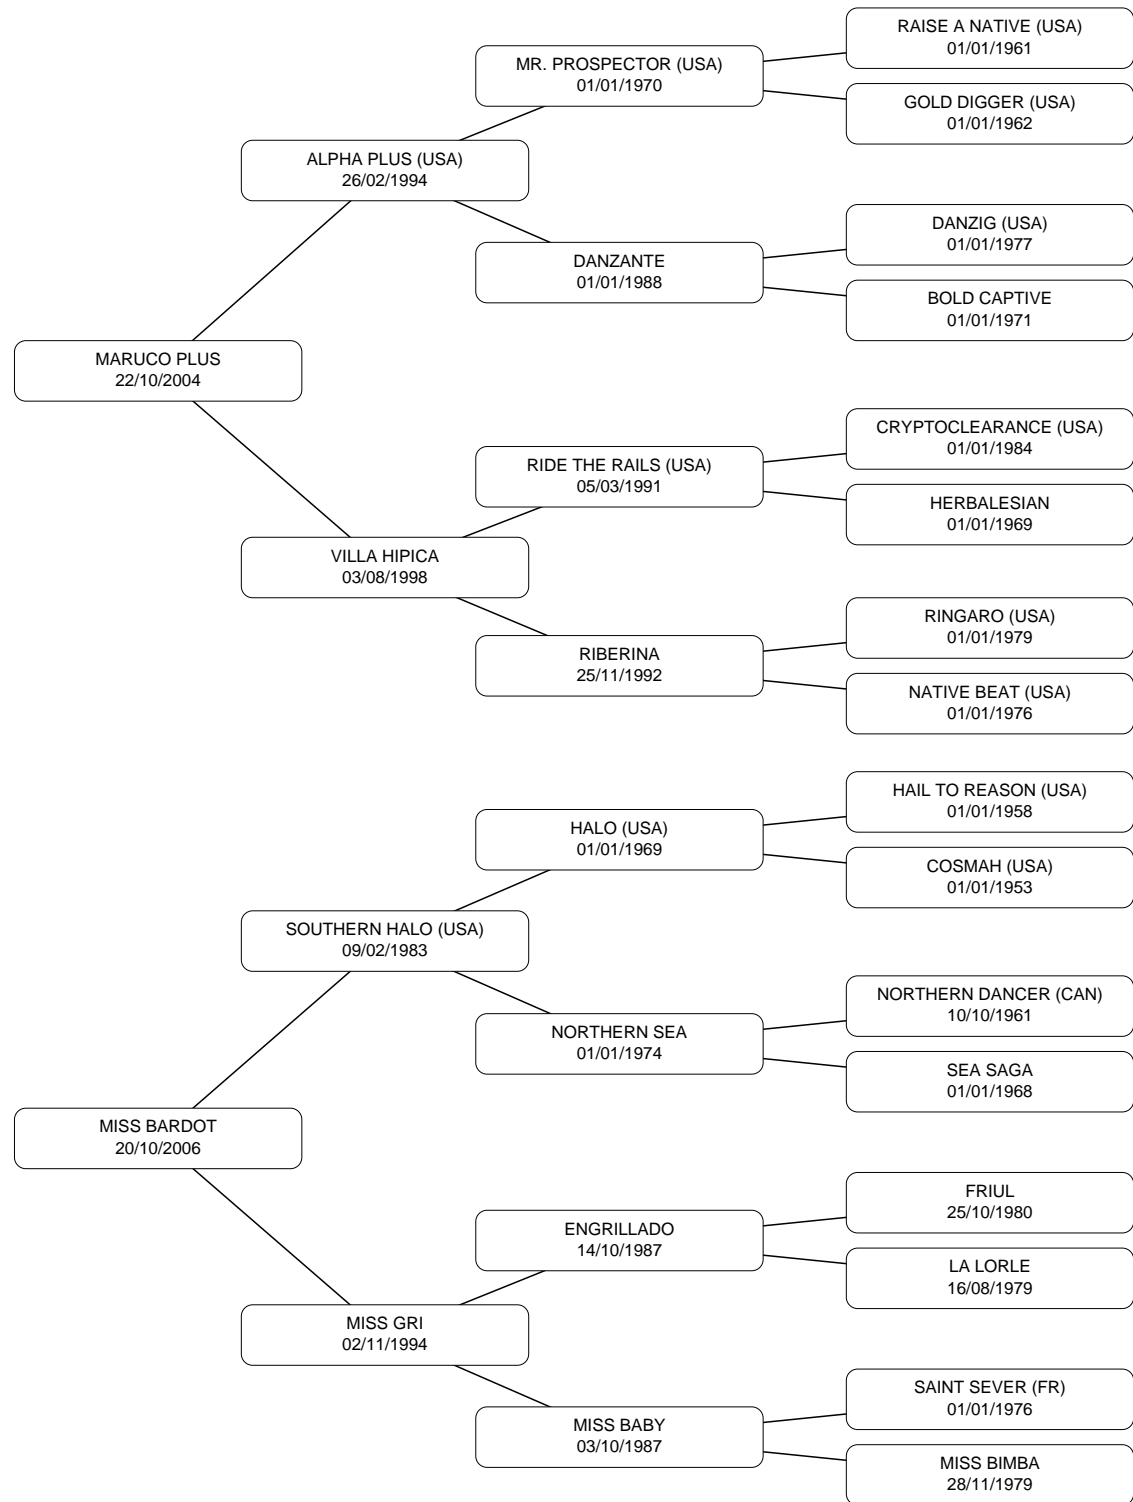 RAISE A NATIVE (USA)
01/01/1961
MR. PROSPECTOR (USA)
01/01/1970
GOLD DIGGER (USA)
01/01/1962
ALPHA PLUS (USA)
26/02/1994
DANZIG (USA)
01/01/1977
DANZANTE
01/01/1988
BOLD CAPTIVE
01/01/1971
MARUCO PLUS
22/10/2004
CRYPTOCLEARANCE (USA)
01/01/1984
RIDE THE RAILS (USA)
05/03/1991
HERBALESIAN
01/01/1969
VILLA HIPICA
03/08/1998
RINGARO (USA)
01/01/1979
RIBERINA
25/11/1992
NATIVE BEAT (USA)
01/01/1976
HAIL TO REASON (USA)
01/01/1958
HALO (USA)
01/01/1969
COSMAH (USA)
01/01/1953
SOUTHERN HALO (USA)
09/02/1983
NORTHERN DANCER (CAN)
10/10/1961
NORTHERN SEA
01/01/1974
SEA SAGA
01/01/1968
MISS BARDOT
20/10/2006
FRIUL
25/10/1980
ENGRILLADO
14/10/1987
LA LORLE
16/08/1979
MISS GRI
02/11/1994
SAINT SEVER (FR)
01/01/1976
MISS BABY
03/10/1987
MISS BIMBA
28/11/1979